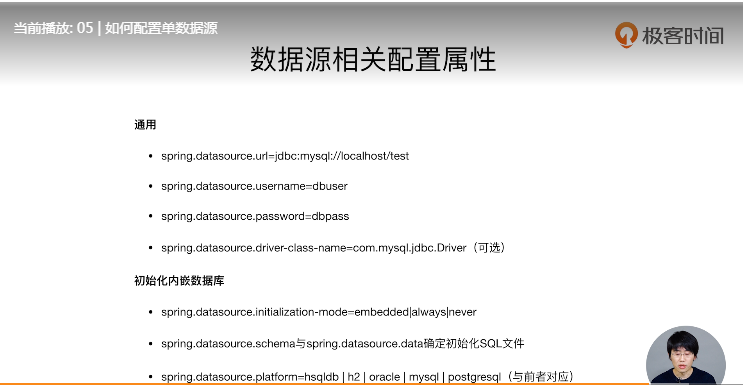 当前播放: 05 | 如何配置单数据源
极客时间
数据源相关配置属性
通用
• spring.datasource.url=jdbc:mysql://localhost/test
• spring.datasource.username=dbuser
• spring.datasource.password=dbpass
• spring.datasource.driver-class-name=com.mysql.jdbc.Driver（可选）
初始化内嵌数据库
• spring.datasource.initialization-mode=embedded|always|never
• spring.datasource.schema与spring.datasource.data确定初始化SQL文件
• spring.datasource.platform=hsqldb | h2 | oracle | mysql | postgresql（与前者对应）